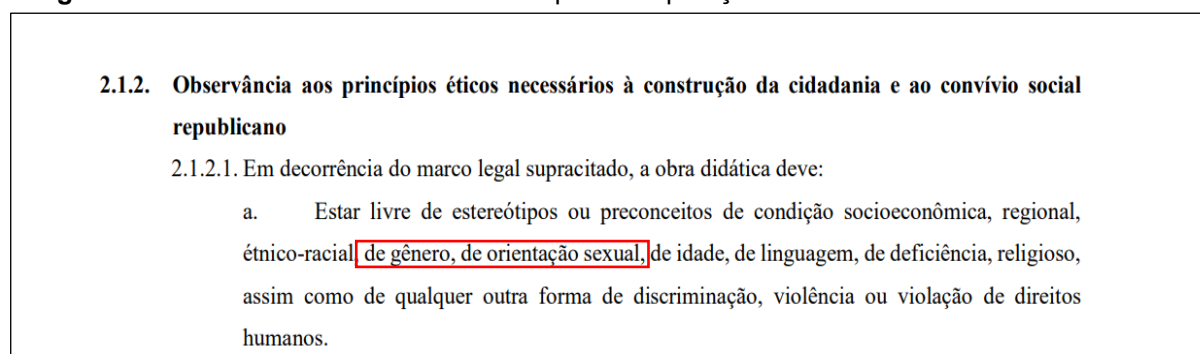 2.1.2. Observância aos princípios éticos necessários à construção da cidadania e ao convívio social
republicano
2.1.2.1. Em decorrência do marco legal supracitado, a obra didática deve:
a. Estar livre de estereótipos ou preconceitos de condição socioeconômica, regional,
étnico-racial, de gênero, de orientação sexual, de idade, de linguagem, de deficiência, religioso,
assim como de qualquer outra forma de discriminação, violência ou violação de direitos
humanos.